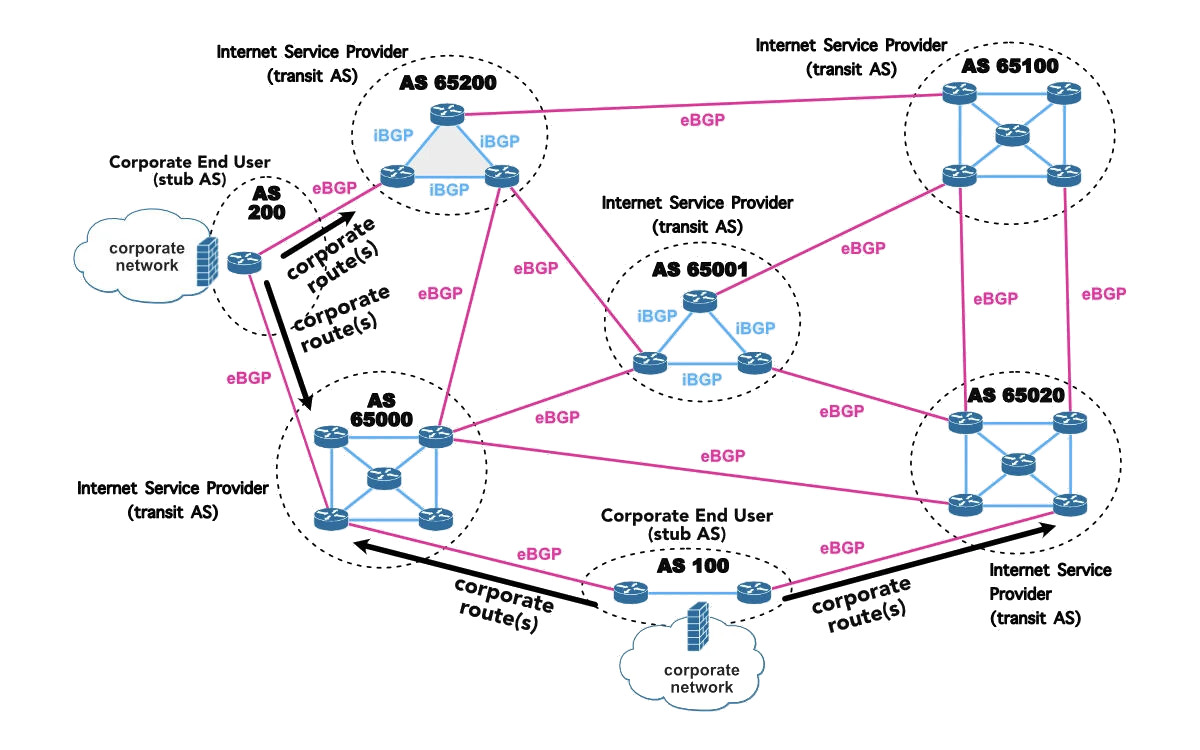 Internet Service Provider
(transit AS)
AS 65200
iBGP
iBGP
iBGP
Internet Service Provider
(transit AS)
AS 65100
eBGP
Corporate End User
(stub AS)
AS
200
eBGP
corporate
network
corporate
route(s)
corporate
route(s)
Internet Service Provider
(transit AS)
AS 65001
iBGP
iBGP
iBGP
eBGP
eBGP
eBGP
eBGP
eBGP
eBGP
AS
65000
Internet Service Provider
(transit AS)
eBGP
eBGP
eBGP
AS 65020
Internet Service
Provider
(transit AS)
Corporate End User
(stub AS)
AS 100
eBGP
eBGP
corporate
route(s)
corporate
route(s)
corporate
network